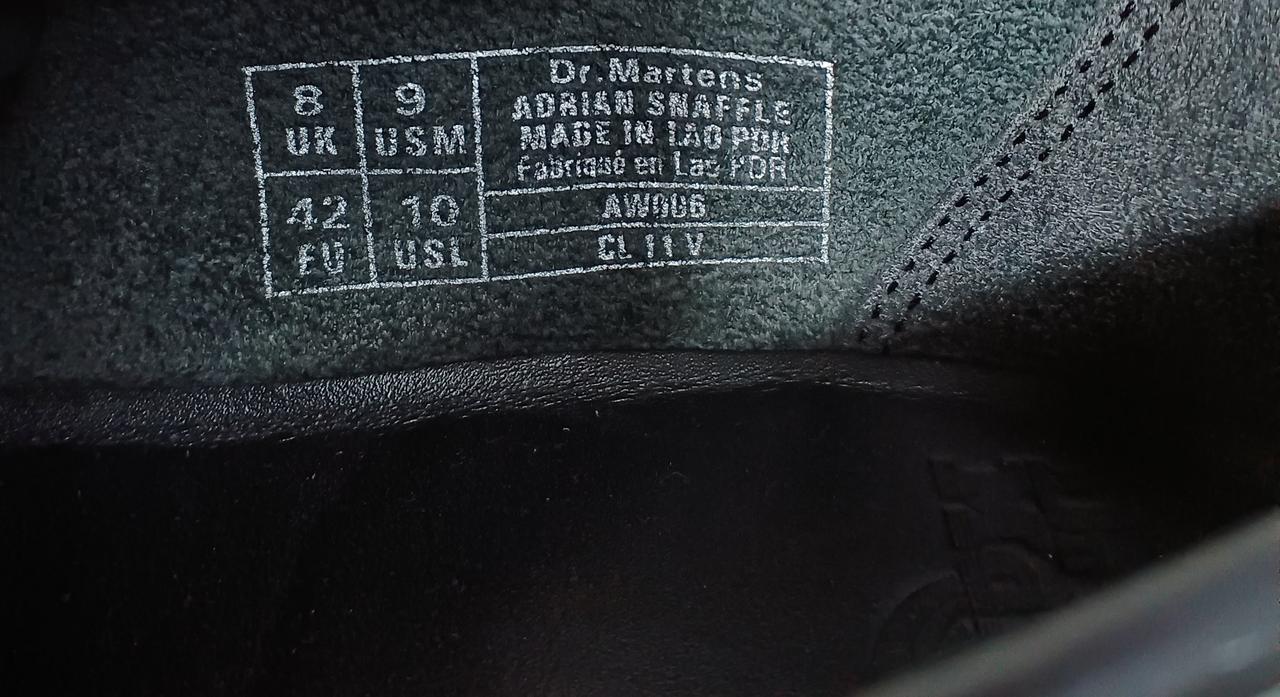 8 UK
9 USM
42 EU
10 USL
Dr. Martens
ADRIAN SNAFFLE
MADE IN LAO PDR
Fabriqué en Lao PDR
AW006
CL 11 V